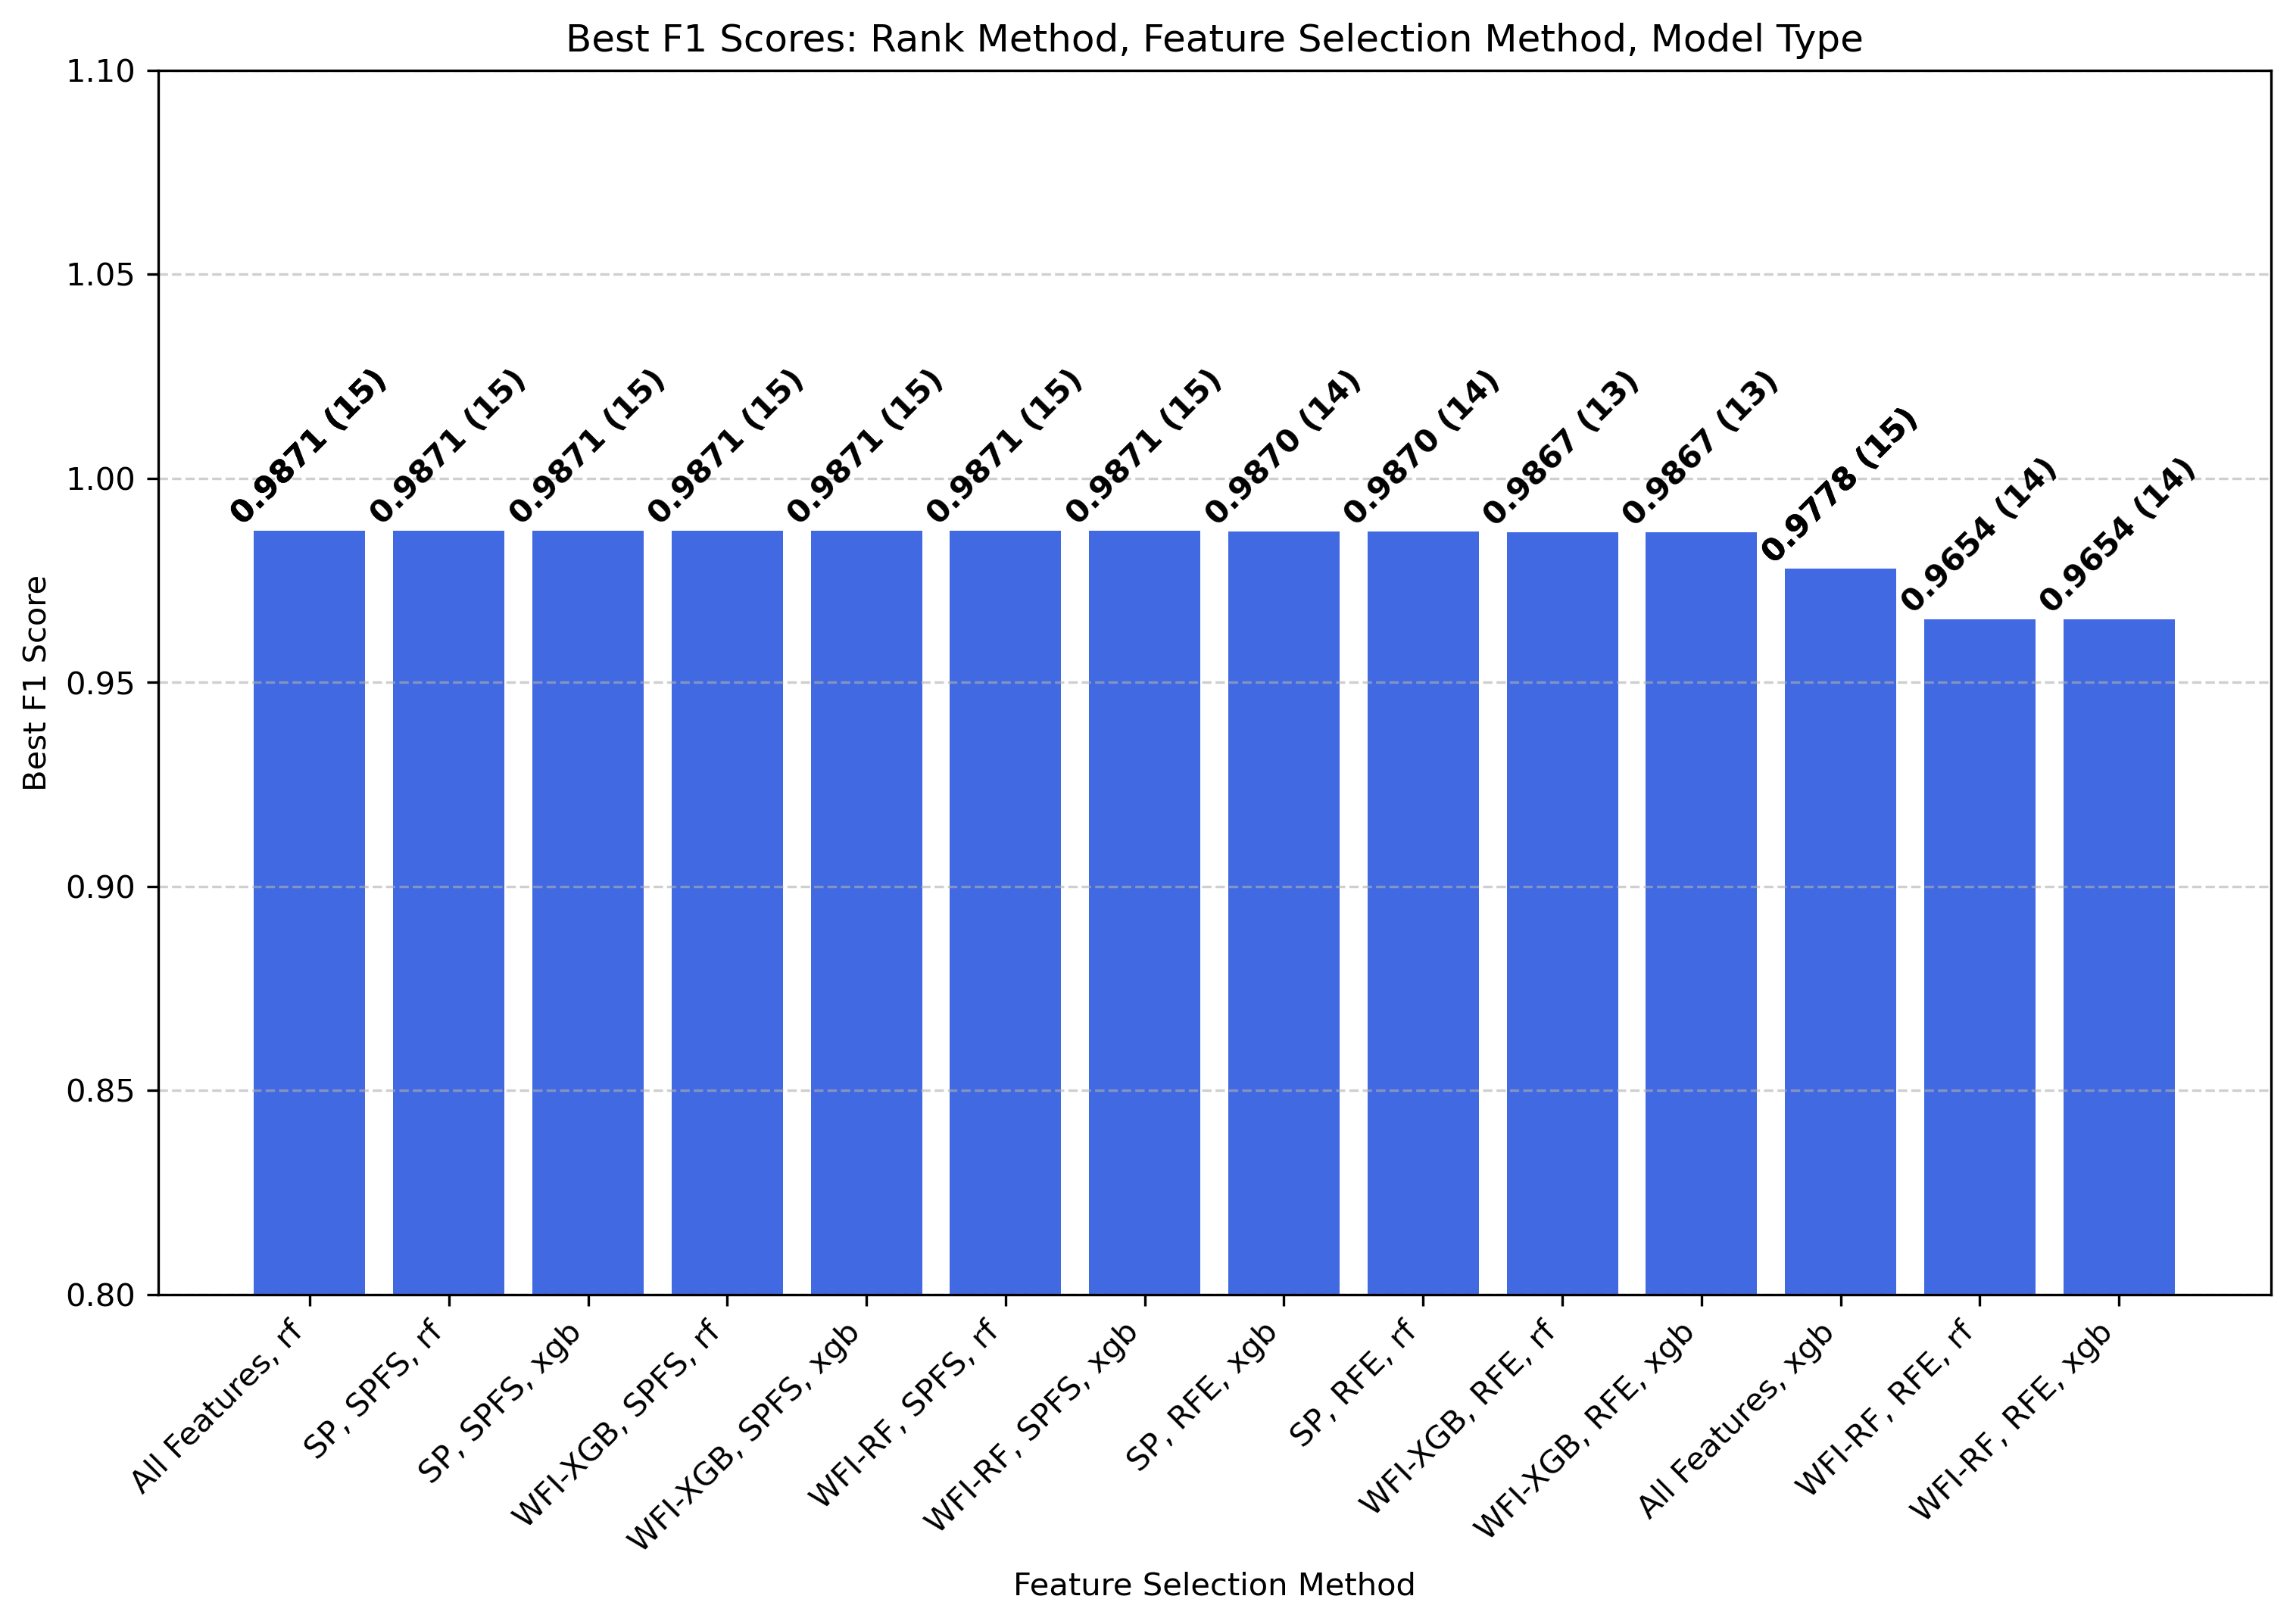 Best F1 Scores: Rank Method, Feature Selection Method, Model Type
Best F1 Score
1.10
1.05
1.00
0.95
0.90
0.85
0.80
0.9871 (15)
0.9871 (15)
0.9871 (15)
0.9871 (15)
0.9871 (15)
0.9871 (15)
0.9871 (15)
0.9870 (14)
0.9870 (14)
0.9867 (13)
0.9867 (13)
0.9778 (15)
0.9654 (14)
0.9654 (14)
All Features, rf
SP, SPFS, rf
SP, SPFS, xgb
WFI-XGB, SPFS, rf
WFI-XGB, SPFS, xgb
WFI-RF, SPFS, rf
WFI-RF, SPFS, xgb
SP, RFE, xgb
SP, RFE, rf
WFI-XGB, RFE, rf
WFI-XGB, RFE, xgb
All Features, xgb
WFI-RF, RFE, rf
WFI-RF, RFE, xgb
Feature Selection Method